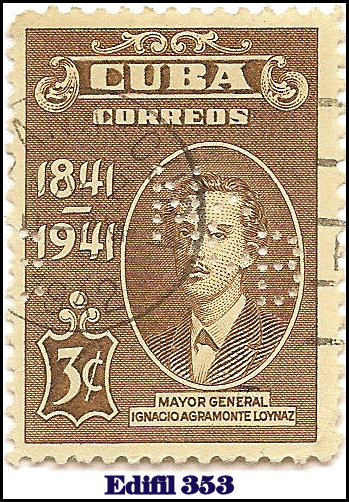 CUBA
CORREOS
1841
1941
3¢
MAYOR GENERAL
IGNACIO AGRAMONTE LOYNAZ
Edifil 353